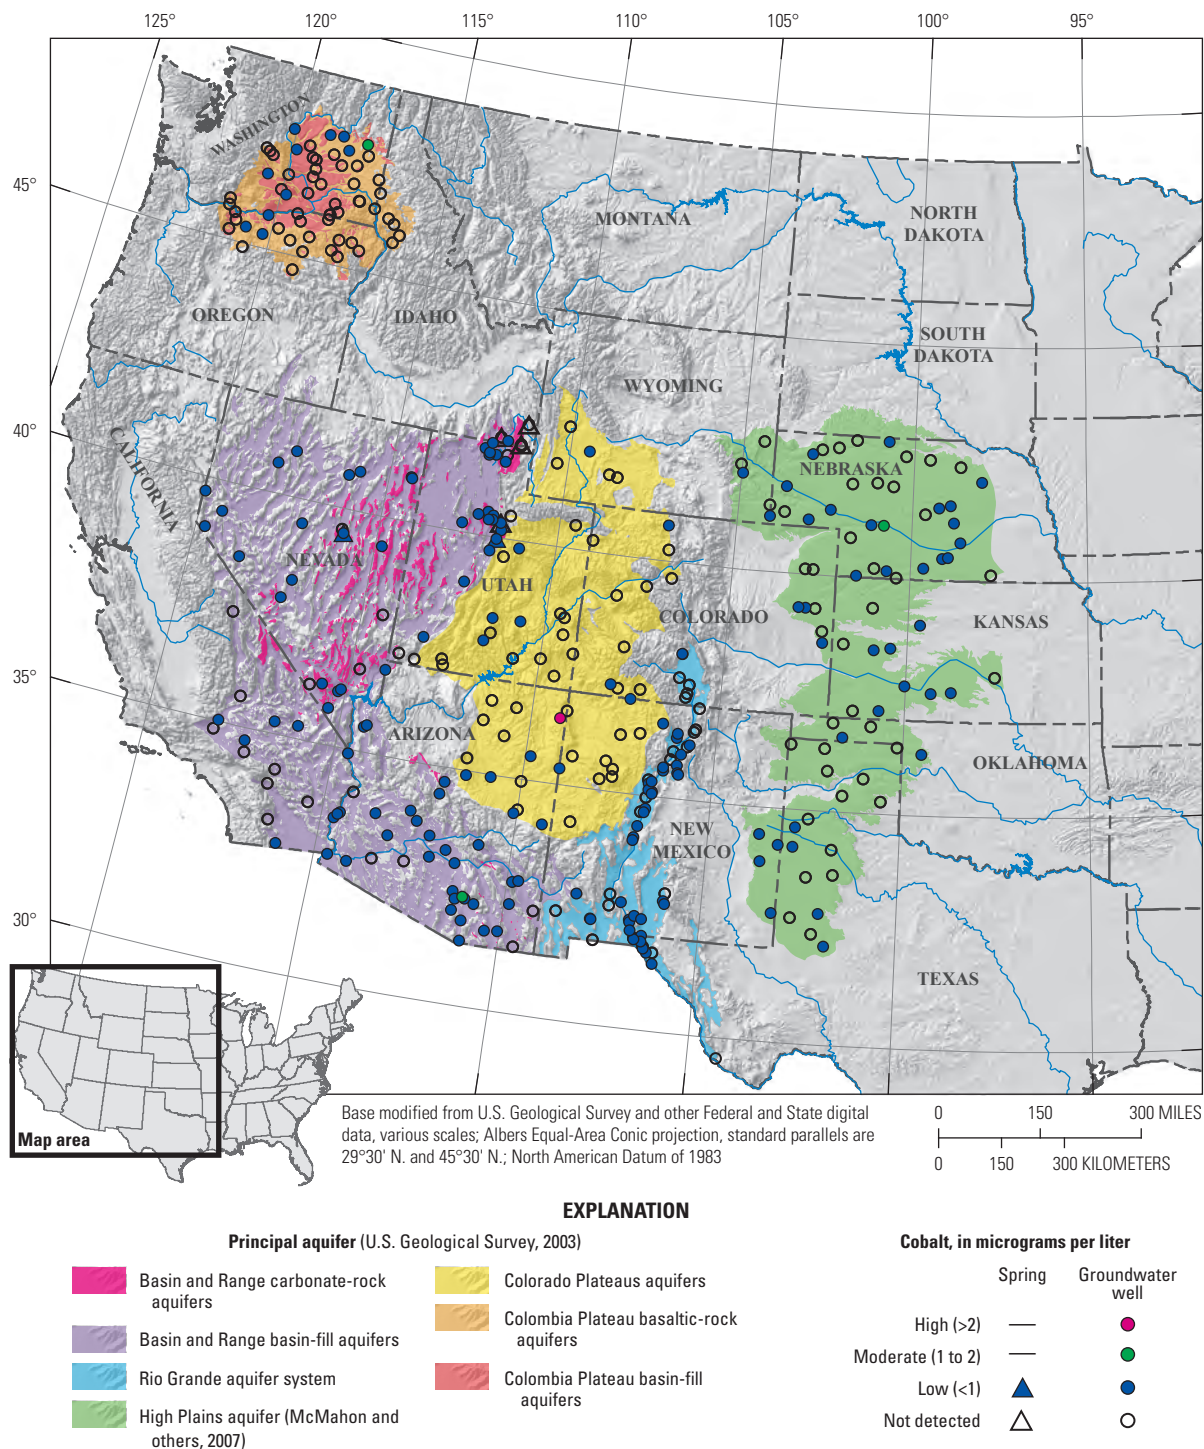 125°
120°
115°
110°
105°
100°
95°
45°
40°
35°
30°
WASHINGTON
MONTANA
NORTH
DAKOTA
OREGON
IDAHO
SOUTH
DAKOTA
WYOMING
CALIFORNIA
NEBRASKA
NEVADA
UTAH
COLORADO
KANSAS
ARIZONA
OKLAHOMA
NEW
MEXICO
TEXAS
Map area
Base modified from U.S. Geological Survey and other Federal and State digital
data, various scales; Albers Equal-Area Conic projection, standard parallels are
29°30' N. and 45°30' N.; North American Datum of 1983
0 150 300 MILES
0 150 300 KILOMETERS
EXPLANATION
Principal aquifer (U.S. Geological Survey, 2003)
Basin and Range carbonate-rock
aquifers
Basin and Range basin-fill aquifers
Rio Grande aquifer system
High Plains aquifer (McMahon and
others, 2007)
Colorado Plateaus aquifers
Colombia Plateau basaltic-rock
aquifers
Colombia Plateau basin-fill
aquifers
Cobalt, in micrograms per liter
Spring Groundwater
well
High (>2)
Moderate (1 to 2)
Low (<1)
Not detected